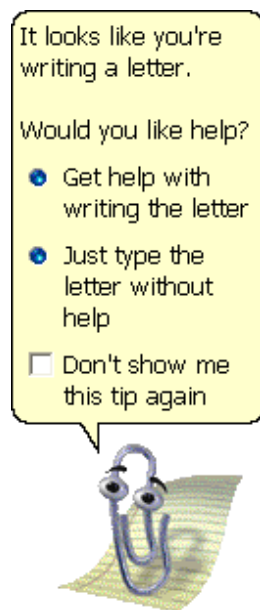 It looks like you're
writing a letter.
Would you like help?
Get help with
writing the letter
Just type the
letter without
help
Don't show me
this tip again